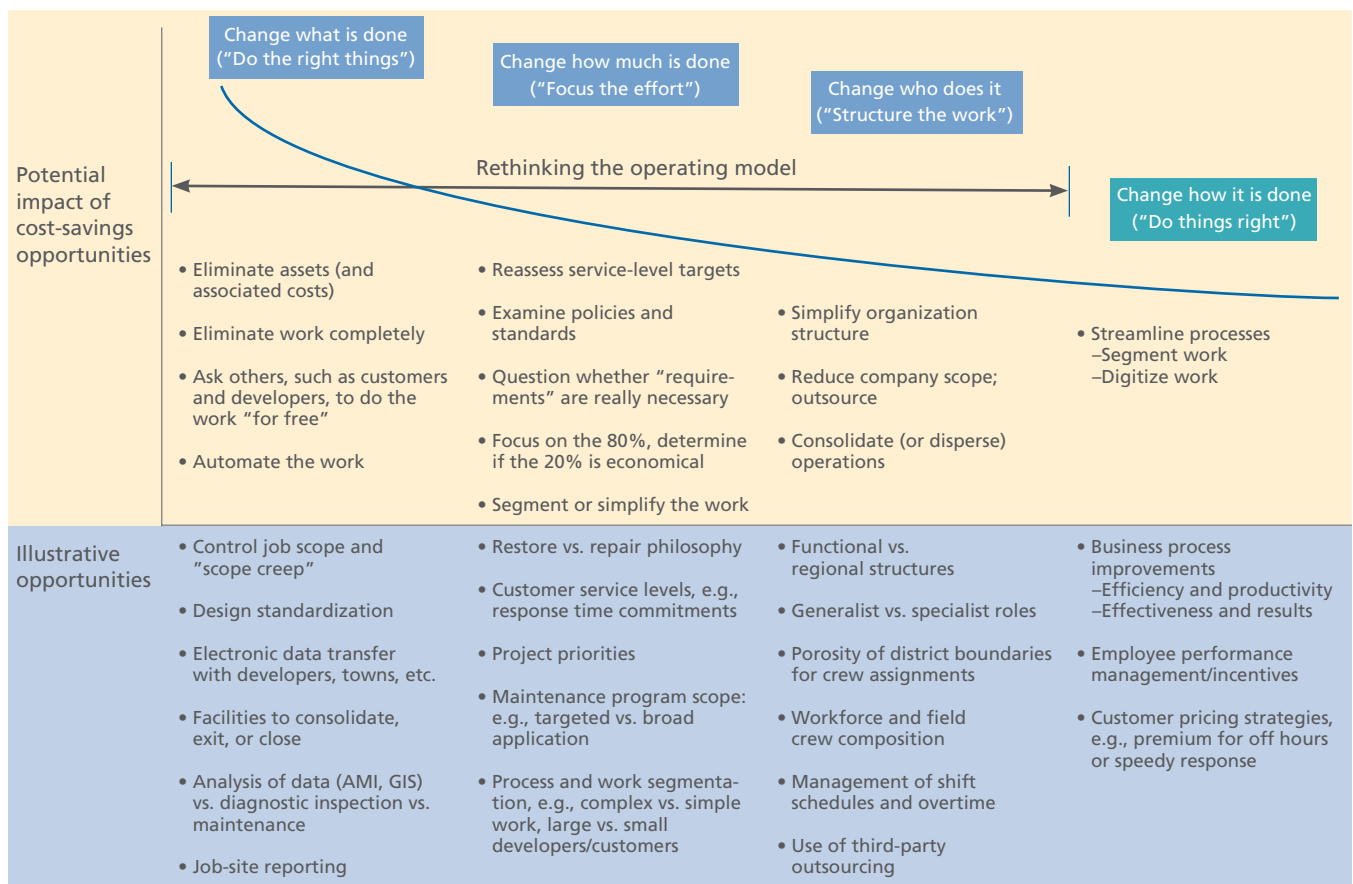 Change what is done
(“Do the right things”)
Change how much is done
(“Focus the effort”)
Change who does it
(“Structure the work”)
Rethinking the operating model
Change how it is done
(“Do things right”)
Potential
impact of
cost-savings
opportunities
• Eliminate assets (and
associated costs)
• Eliminate work completely
• Ask others, such as customers
and developers, to do the
work “for free”
• Automate the work
• Reassess service-level targets
• Examine policies and
standards
• Question whether “require-
ments” are really necessary
• Focus on the 80%, determine
if the 20% is economical
• Segment or simplify the work
• Simplify organization
structure
• Reduce company scope;
outsource
• Consolidate (or disperse)
operations
• Streamline processes
–Segment work
–Digitize work
Illustrative
opportunities
• Control job scope and
”scope creep”
• Design standardization
• Electronic data transfer
with developers, towns, etc.
• Facilities to consolidate,
exit, or close
• Analysis of data (AMI, GIS)
vs. diagnostic inspection vs.
maintenance
• Job-site reporting
• Restore vs. repair philosophy
• Customer service levels, e.g.,
response time commitments
• Project priorities
• Maintenance program scope:
e.g., targeted vs. broad
application
• Process and work segmenta-
tion, e.g., complex vs. simple
work, large vs. small
developers/customers
• Functional vs.
regional structures
• Generalist vs. specialist roles
• Porosity of district boundaries
for crew assignments
• Workforce and field
crew composition
• Management of shift
schedules and overtime
• Use of third-party
outsourcing
• Business process
improvements
–Efficiency and productivity
–Effectiveness and results
• Employee performance
management/incentives
• Customer pricing strategies,
e.g., premium for off hours
or speedy response